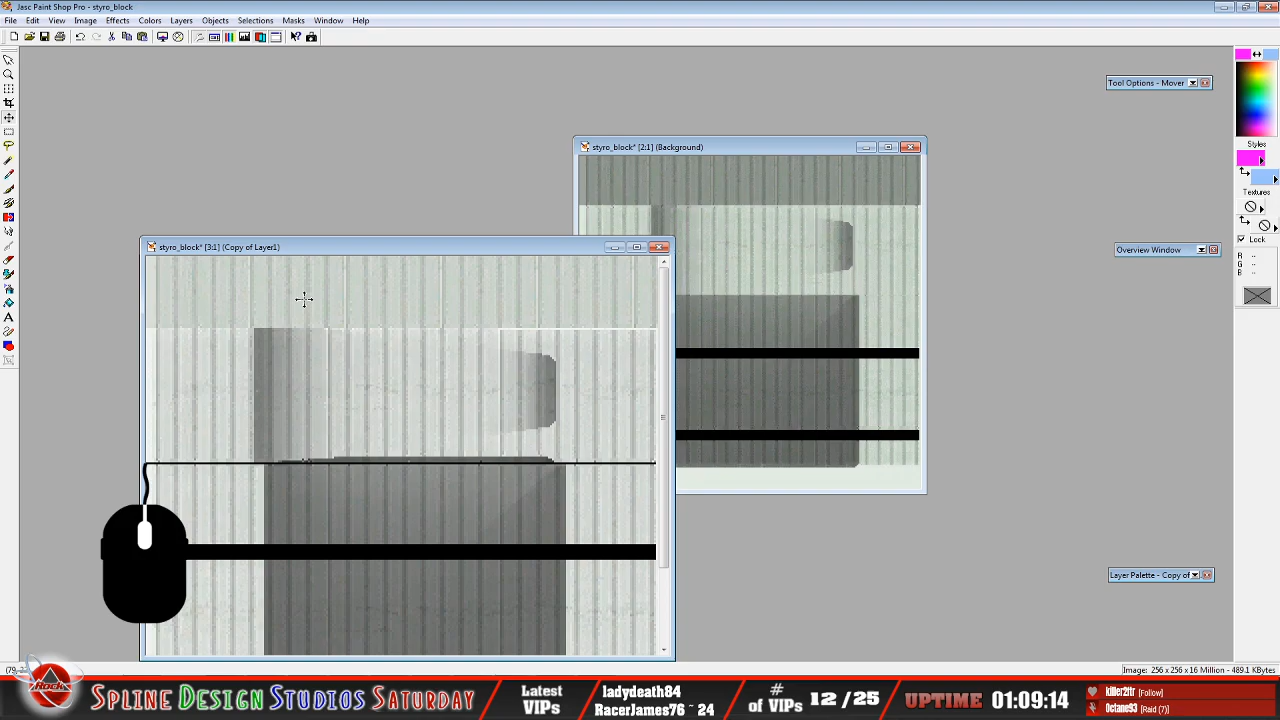 Jasc Paint Shop Pro - styro_block
File Edit View Image Effects Colors Layers Objects Selections Masks Window Help
Tool Options - Mover
styro_block* [2:1] (Background)
Styles
Textures
Lock
R --
G --
B --
styro_block* [3:1] (Copy of Layer1)
Overview Window
Layer Palette - Copy of
Image: 256 x 256 x 16 Million - 489.1 KBytes
SPLINE DESIGN STUDIOS SATURDAY
Latest VIPs
ladydeath84
RacerJames76 ~ 24
# of VIPs
12 / 25
UPTIME 01:09:14
killer2ltr [Follow]
Octane93 [Raid (7)]